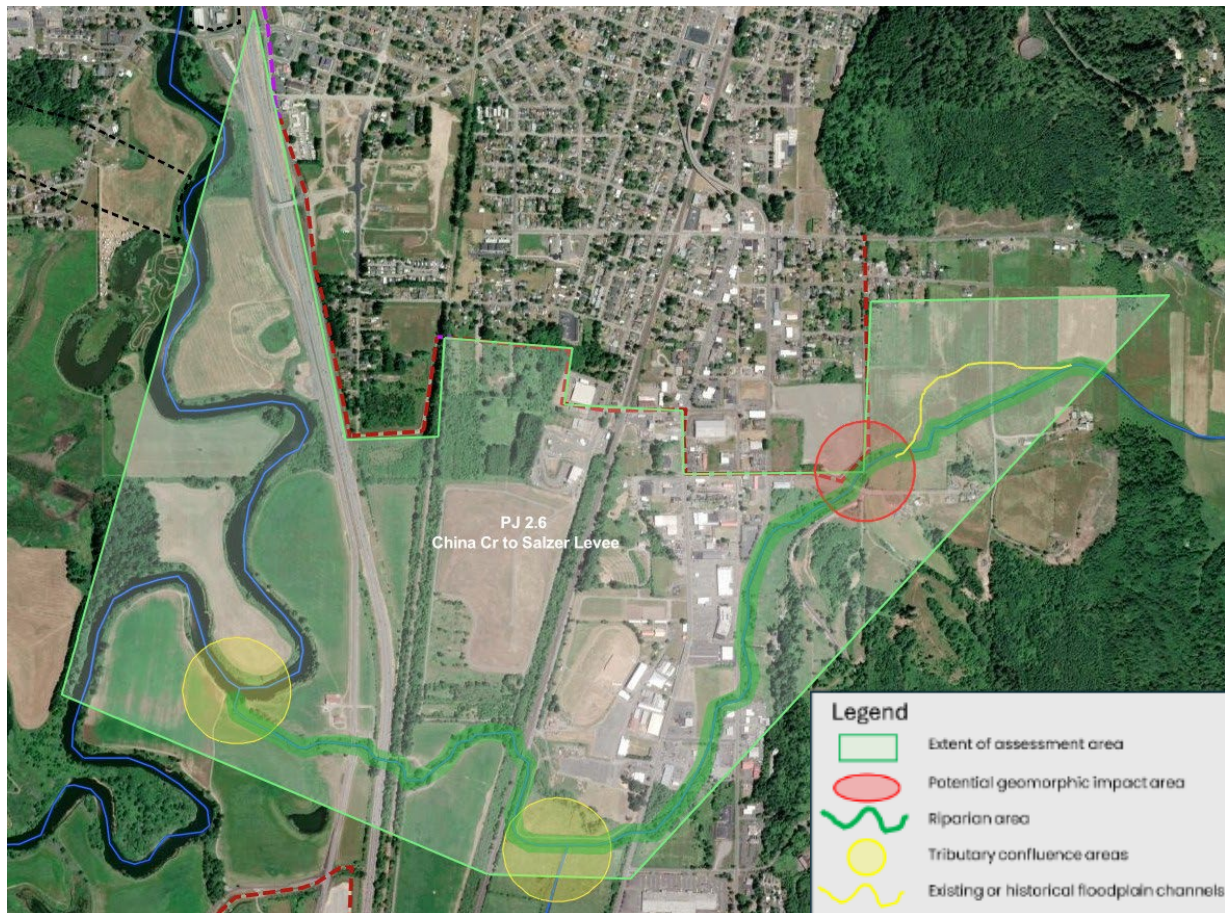 PJ 2.6
China Cr to Salzer Levee
Legend
Extent of assessment area
Potential geomorphic impact area
Riparian area
Tributary confluence areas
Existing or historical floodplain channels